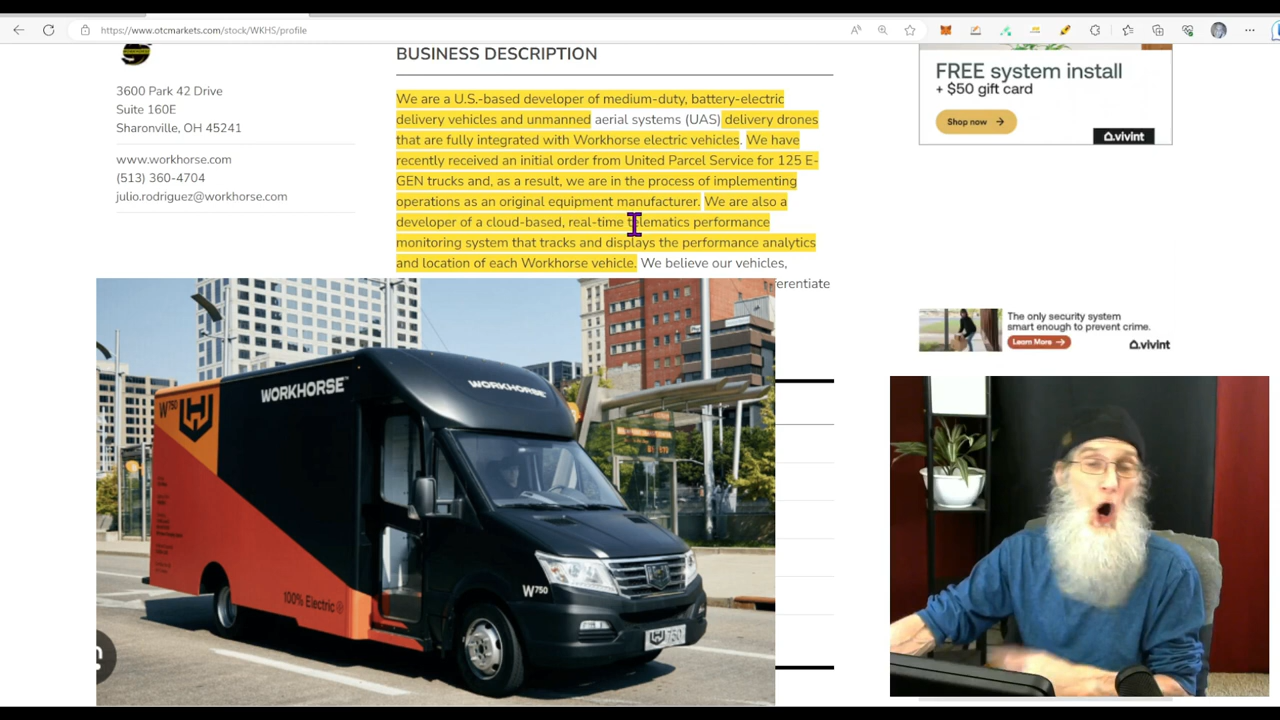 https://www.otcmarkets.com/stock/WKHS/profile
BUSINESS DESCRIPTION
3600 Park 42 Drive
Suite 160E
Sharonville, OH 45241
www.workhorse.com
(513) 360-4704
julio.rodriguez@workhorse.com
We are a U.S.-based developer of medium-duty, battery-electric
delivery vehicles and unmanned aerial systems (UAS) delivery drones
that are fully integrated with Workhorse electric vehicles. We have
recently received an initial order from United Parcel Service for 125 E-
GEN trucks and, as a result, we are in the process of implementing
operations as an original equipment manufacturer. We are also a
developer of a cloud-based, real-time telematics performance
monitoring system that tracks and displays the performance analytics
and location of each Workhorse vehicle. We believe our vehicles,
erentiate
FREE system install
+ $50 gift card
Shop now
vivint
The only security system
smart enough to prevent crime.
Learn More
vivint
W750
WORKHORSE
WORKHORSE
100% Electric
W750
750